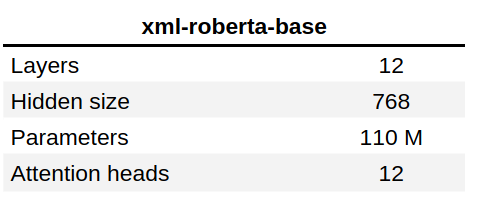 xml-roberta-base
Layers 12
Hidden size 768
Parameters 110 M
Attention heads 12